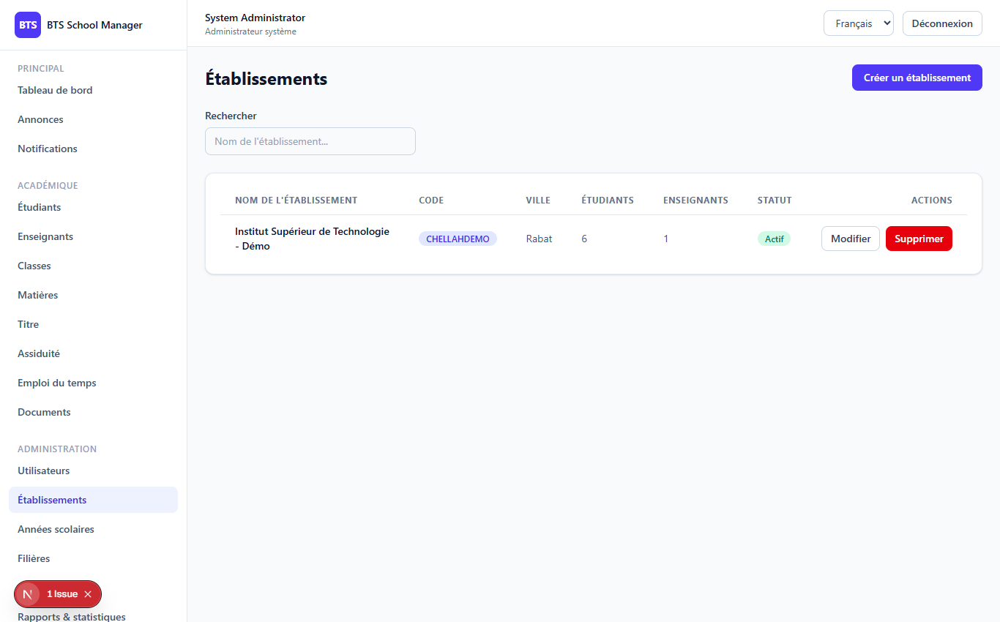 BTS
BTS School Manager
System Administrator
Administrateur système
Français
Déconnexion
PRINCIPAL
Tableau de bord
Annonces
Notifications
ACADÉMIQUE
Étudiants
Enseignants
Classes
Matières
Titre
Assiduité
Emploi du temps
Documents
ADMINISTRATION
Utilisateurs
Établissements
Années scolaires
Filières
N 1 Issue
Rapports & statistiques
Établissements
Créer un établissement
Rechercher
Nom de l'établissement...
NOM DE L'ÉTABLISSEMENT CODE VILLE ÉTUDIANTS ENSEIGNANTS STATUT ACTIONS
Institut Supérieur de Technologie
- Démo
CHELLAHDEMO Rabat 6 1 Actif Modifier Supprimer